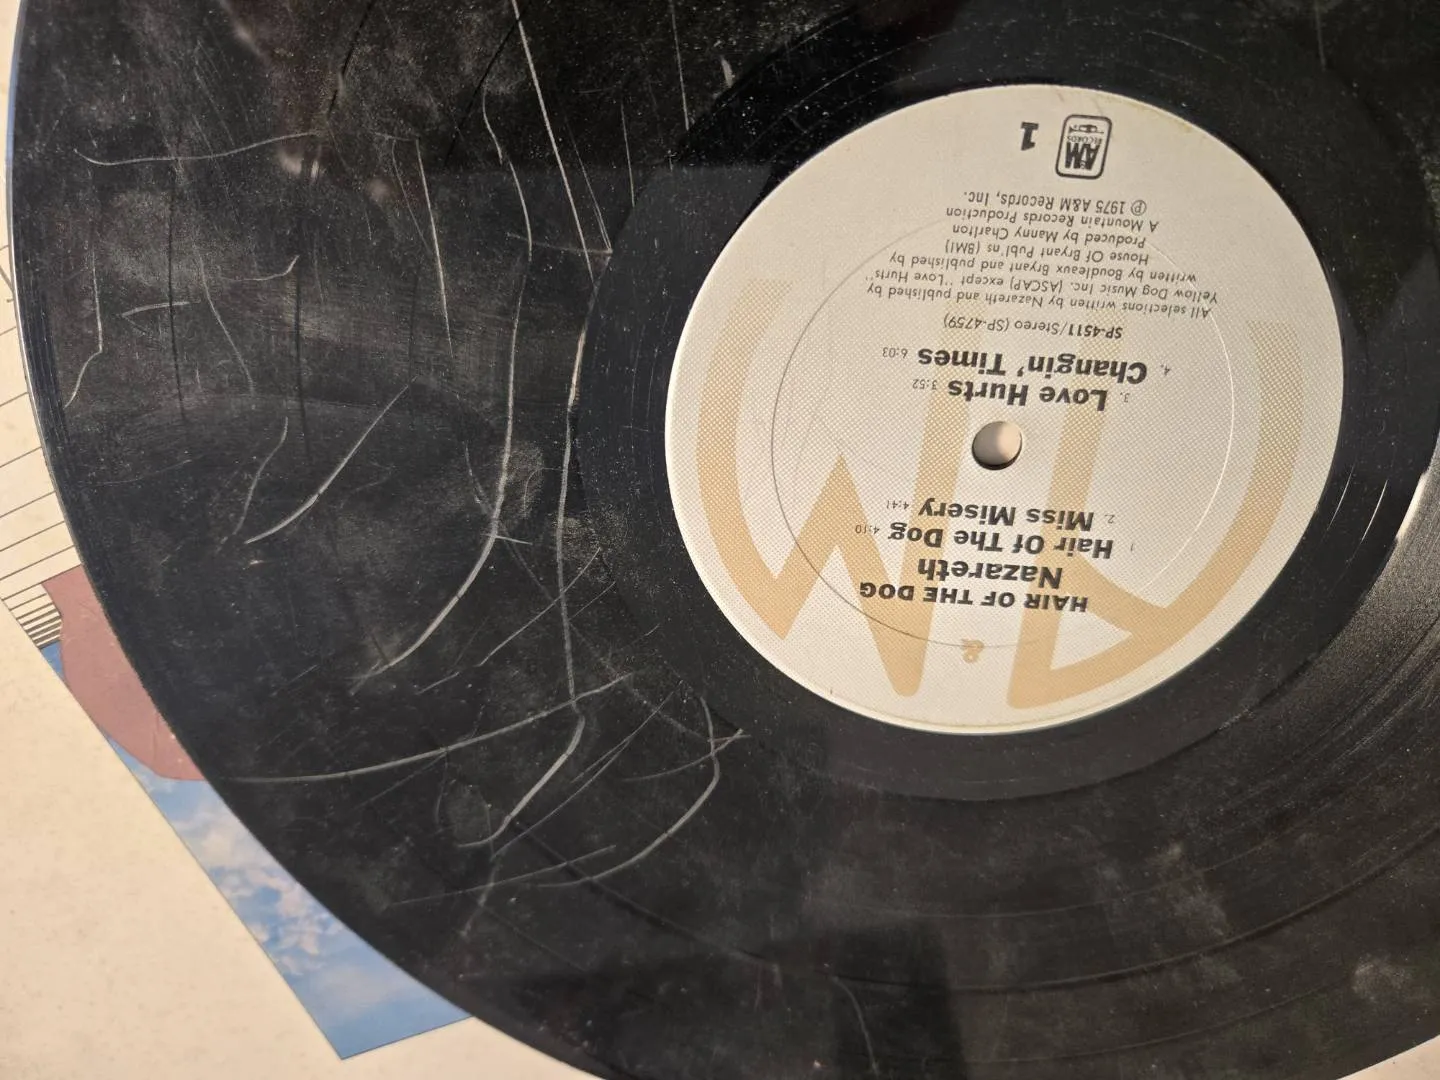 HAIR OF THE DOG
Nazareth
1. Hair Of The Dog 4:10
2. Miss Misery 4:41
3. Love Hurts 3:52
4. Changin' Times 6:03
SP-4511/Stereo (SP-4759)
All selections written by Nazareth and published by
Yellow Dog Music Inc. (ASCAP) except "Love Hurts"
written by Boudleaux Bryant and published by
House Of Bryant Publ'ns (BMI)
Produced by Manny Charlton
A Mountain Records Production
℗ 1975 A&M Records, Inc.
A&M
RECORDS
1
A&M